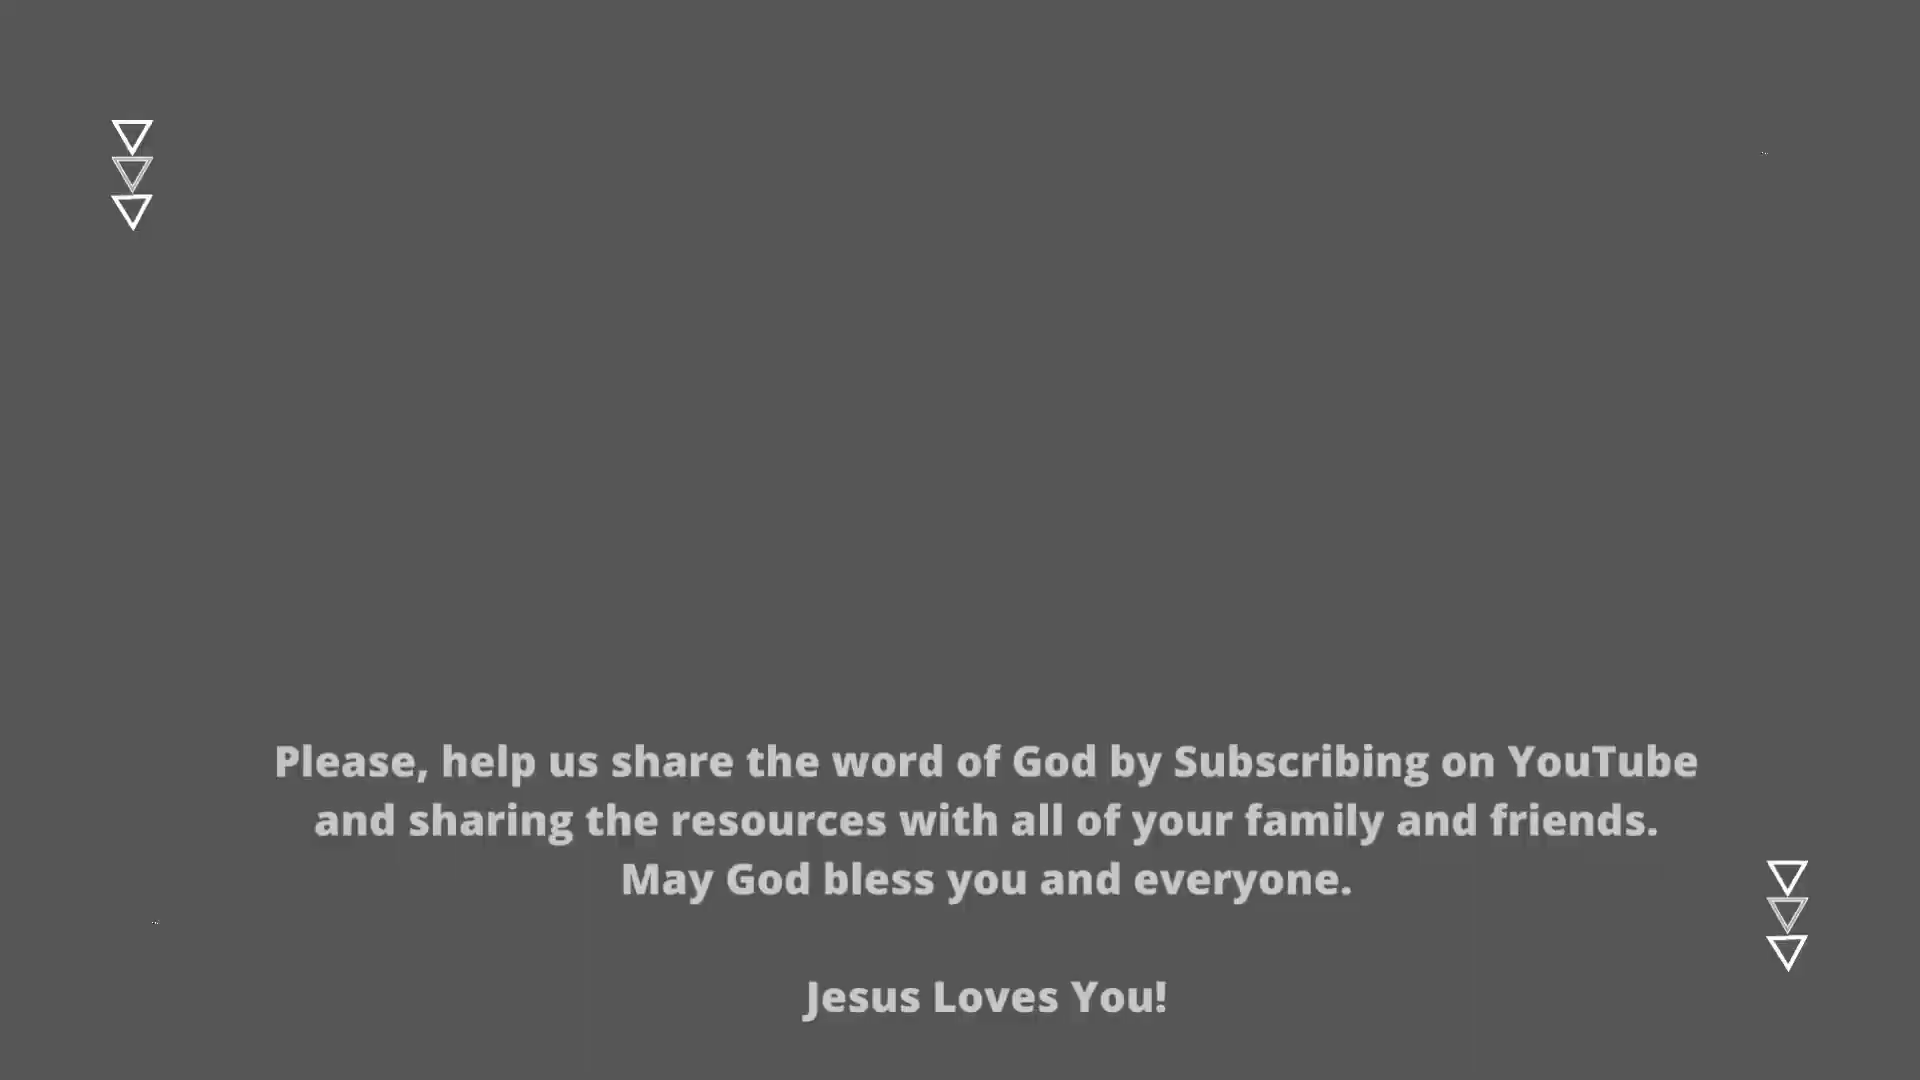 Please, help us share the word of God by Subscribing on YouTube
and sharing the resources with all of your family and friends.
May God bless you and everyone.
Jesus Loves You!